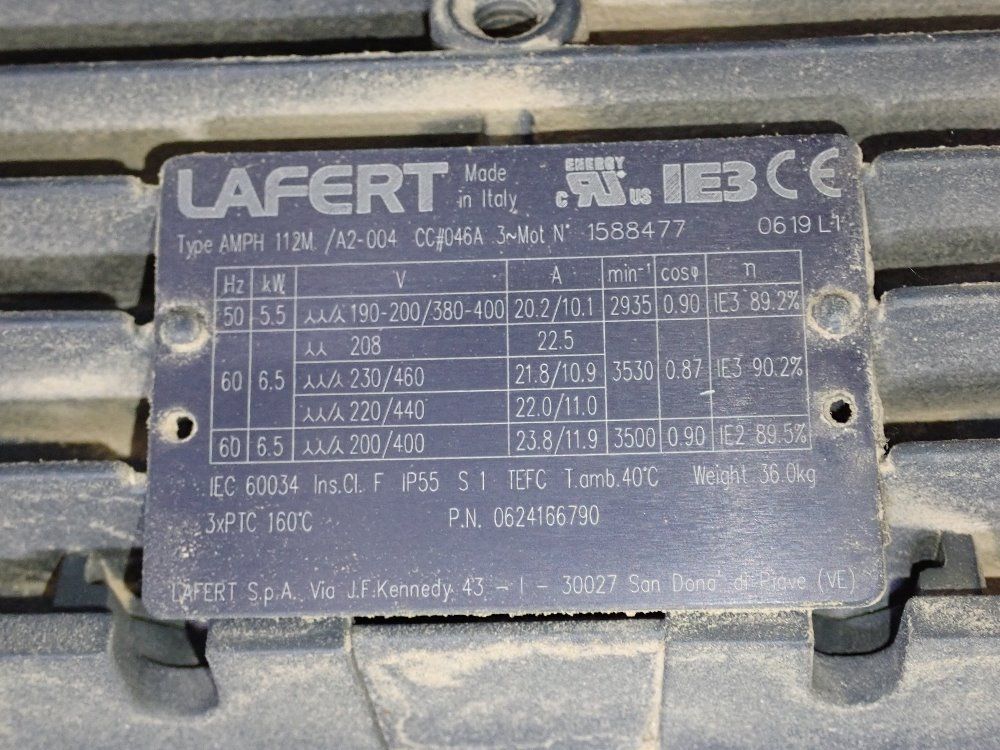 LAFERT Made in Italy ENERGY c RU US IE3 CE
Type AMPH 112M /A2-004 CC#046A 3~Mot N° 1588477 0619 L1
Hz kW V A min⁻¹ cosφ η
50 5.5 ⅄⅄/⅄ 190-200/380-400 20.2/10.1 2935 0.90 IE3 89.2%
⅄⅄ 208 22.5
60 6.5 ⅄⅄/⅄ 230/460 21.8/10.9 3530 0.87 IE3 90.2%
⅄⅄/⅄ 220/440 22.0/11.0
60 6.5 ⅄⅄/⅄ 200/400 23.8/11.9 3500 0.90 IE2 89.5%
IEC 60034 Ins.Cl. F IP55 S 1 TEFC T.amb.40°C Weight 36.0kg
3xPTC 160°C P.N. 0624166790
LAFERT S.p.A. Via J.F.Kennedy 43 - I - 30027 San Dona' di Piave (VE)